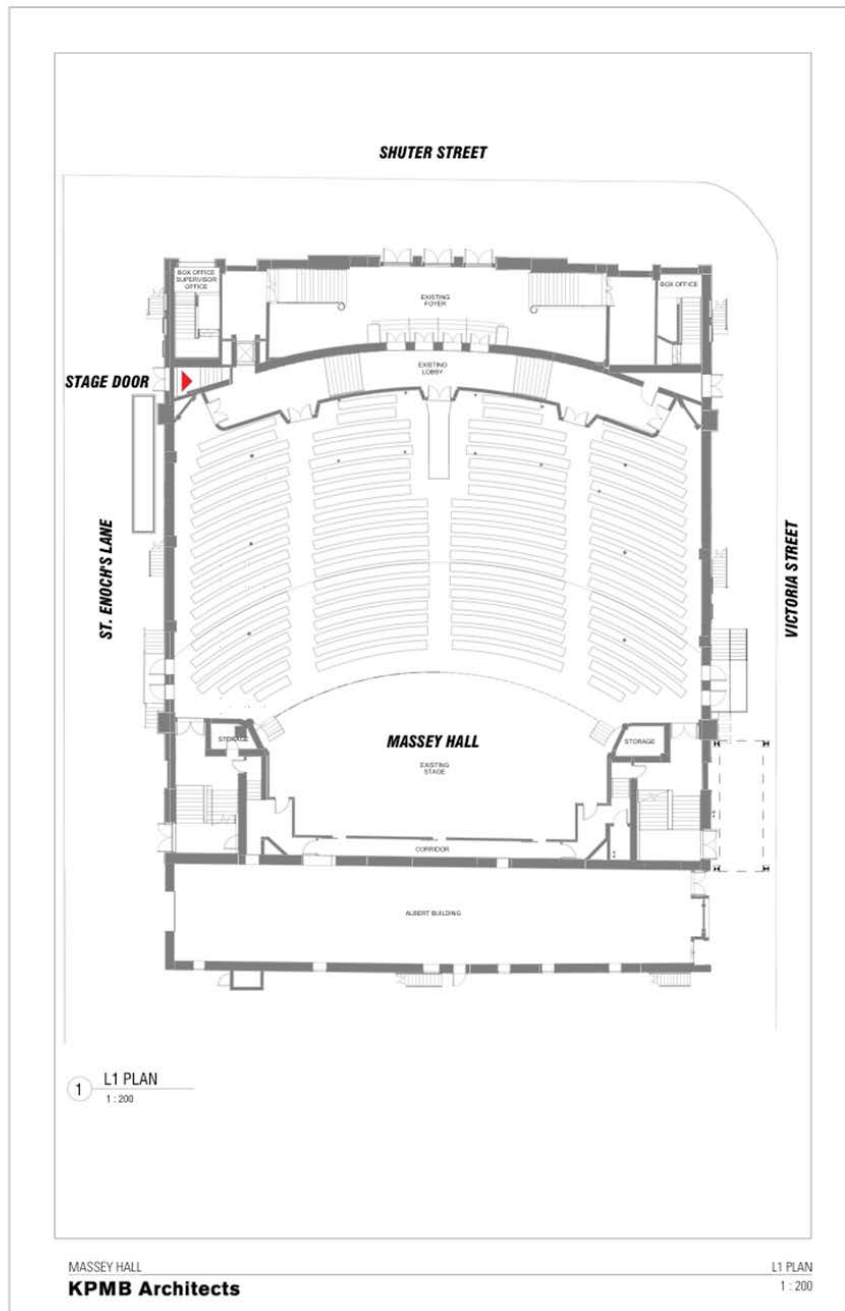 SHUTER STREET
BOX OFFICE
SUPERVISOR
OFFICE
BOX OFFICE
EXISTING
FOYER
EXISTING
LOBBY
STAGE DOOR
ST. ENOCH'S LANE
VICTORIA STREET
STORAGE
MASSEY HALL
EXISTING
STAGE
STORAGE
CORRIDOR
ALBERT BUILDING
1
L1 PLAN
1 : 200
MASSEY HALL
L1 PLAN
KPMB Architects
1 : 200